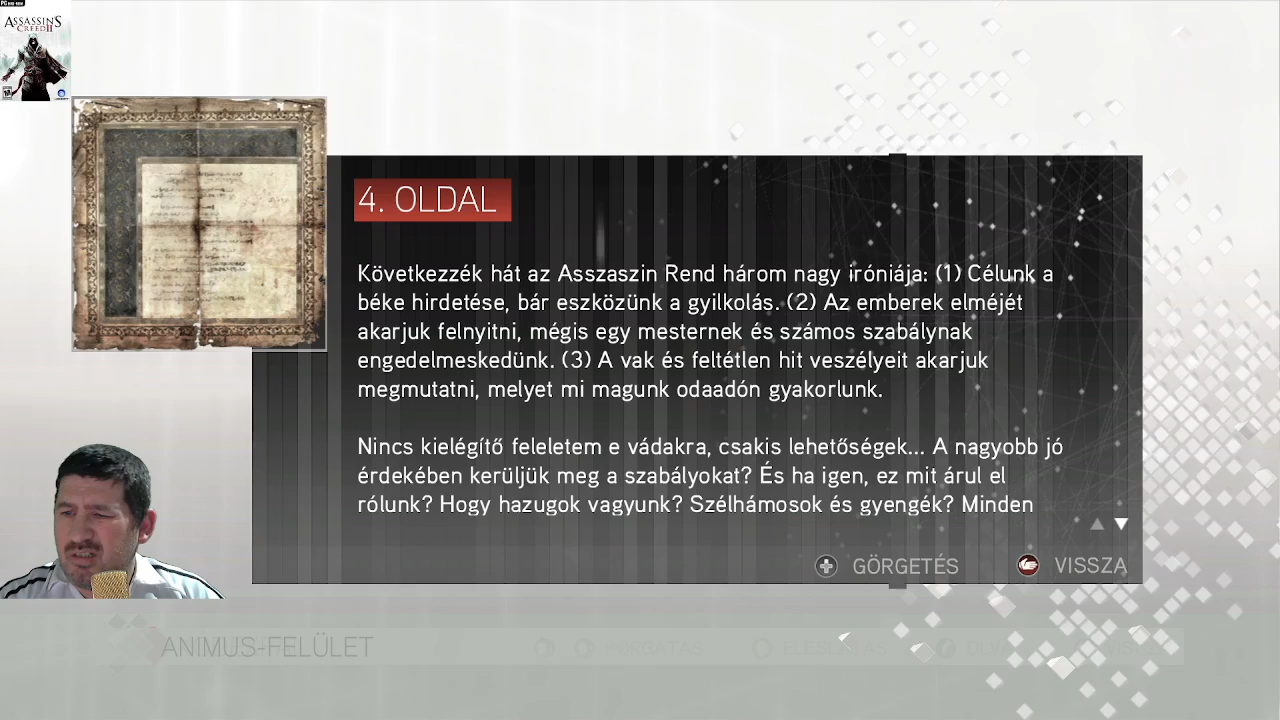 ASSASSIN'S
CREED II
4. OLDAL
Következzék hát az Asszaszin Rend három nagy iróniája: (1) Célunk a
béke hirdetése, bár eszközünk a gyilkolás. (2) Az emberek elméjét
akarjuk felnyitni, mégis egy mesternek és számos szabálynak
engedelmeskedünk. (3) A vak és feltétlen hit veszélyeit akarjuk
megmutatni, melyet mi magunk odaadón gyakorlunk.
Nincs kielégítő feleletem e vádakra, csakis lehetőségek... A nagyobb jó
érdekében kerüljük meg a szabályokat? És ha igen, ez mit árul el
rólunk? Hogy hazugok vagyunk? Szélhámosok és gyengék? Minden
GÖRGETÉS
VISSZA
ANIMUS-FELÜLET